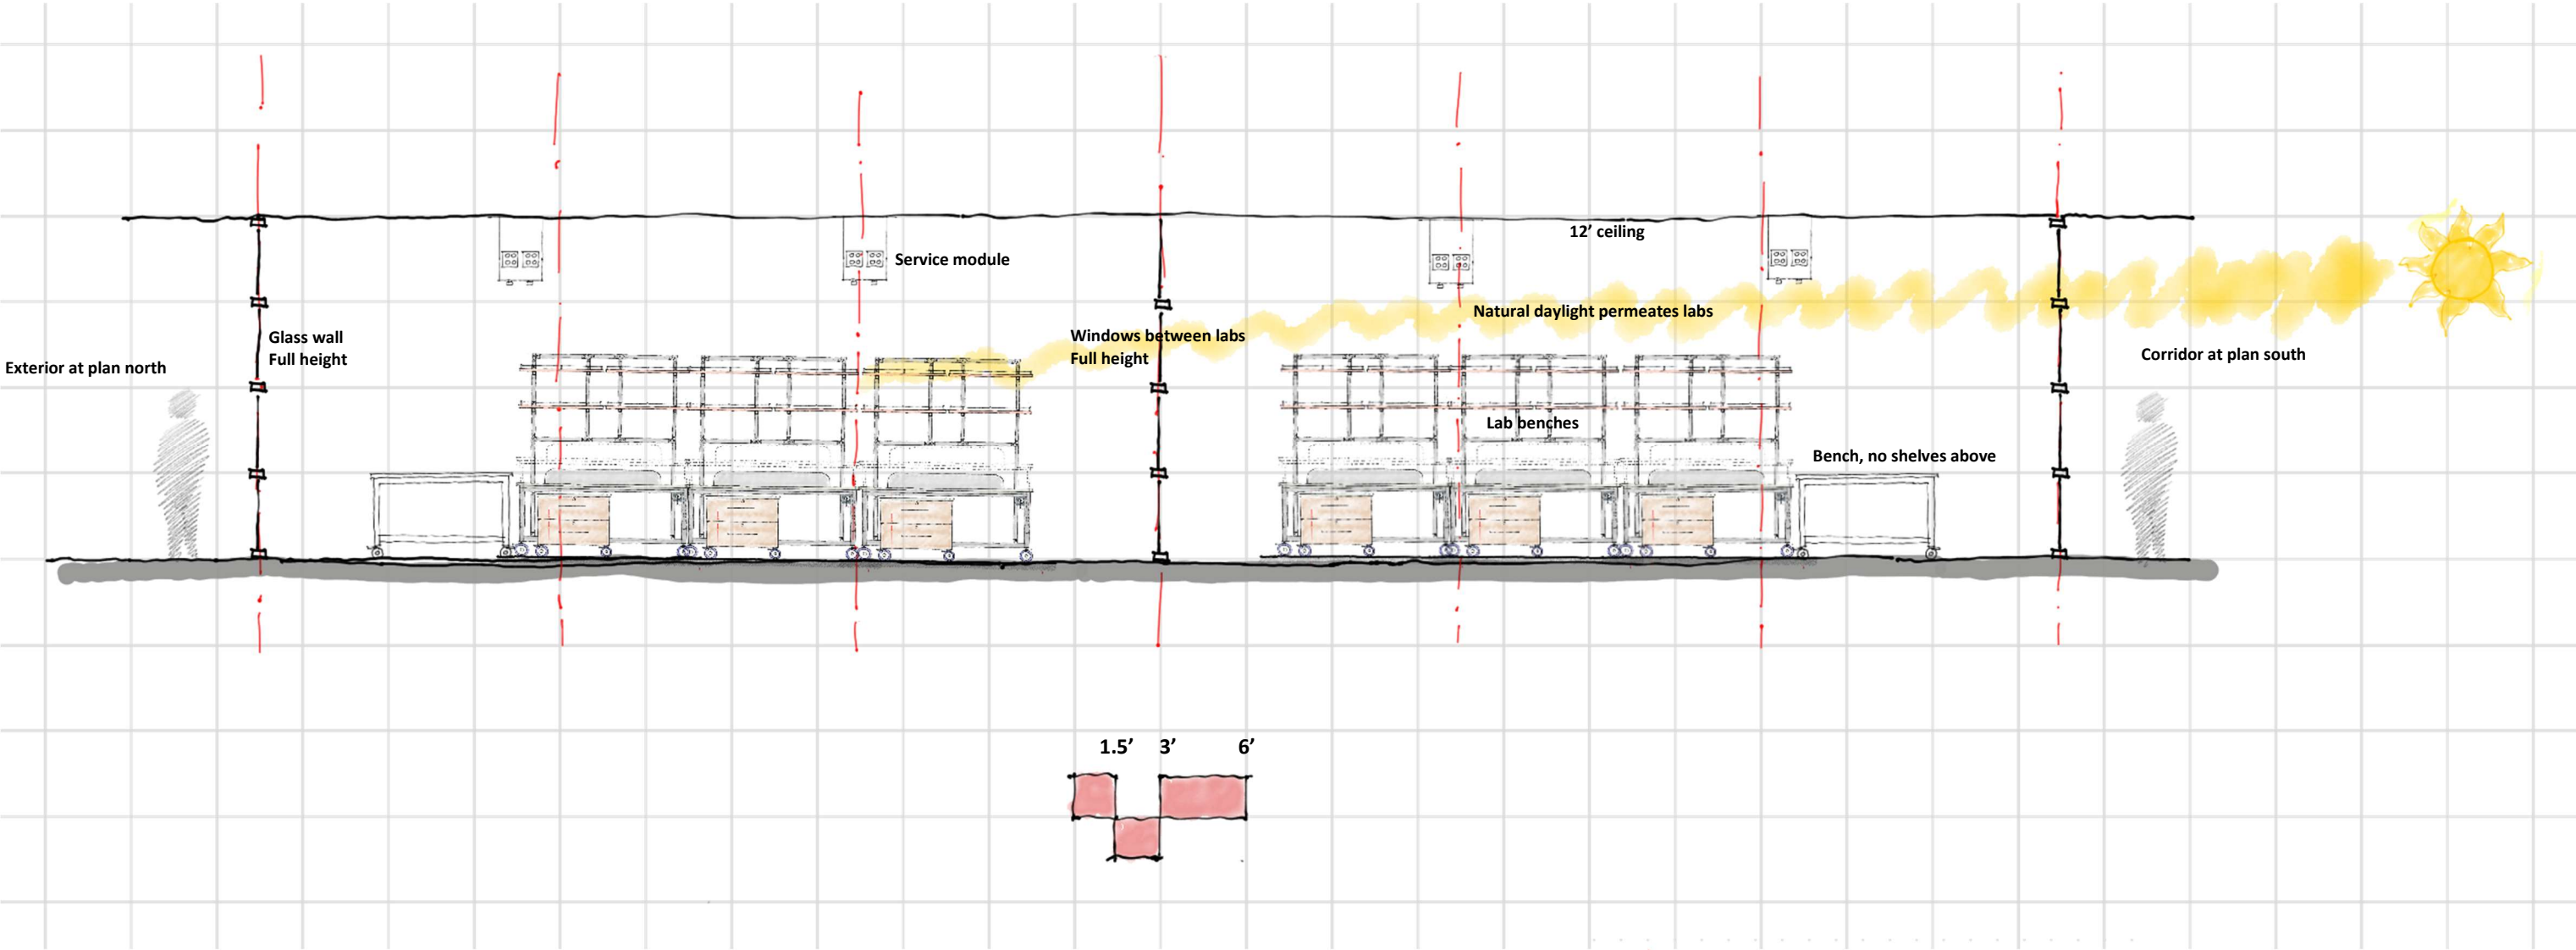 12’ ceiling
Service module
Natural daylight permeates labs
Glass wall
Full height
Windows between labs
Full height
Exterior at plan north
Corridor at plan south
Lab benches
Bench, no shelves above
1.5’ 3’ 6’